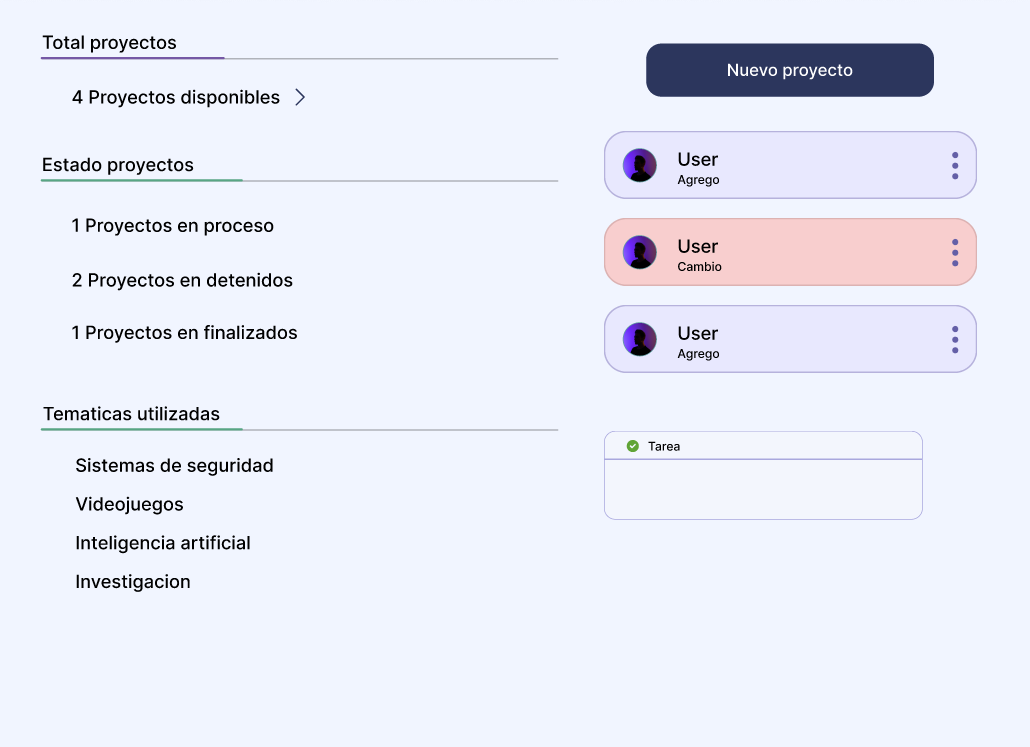 Total proyectos
4 Proyectos disponibles
Estado proyectos
1 Proyectos en proceso
2 Proyectos en detenidos
1 Proyectos en finalizados
Tematicas utilizadas
Sistemas de seguridad
Videojuegos
Inteligencia artificial
Investigacion
Nuevo proyecto
User
Agrego
User
Cambio
User
Agrego
Tarea